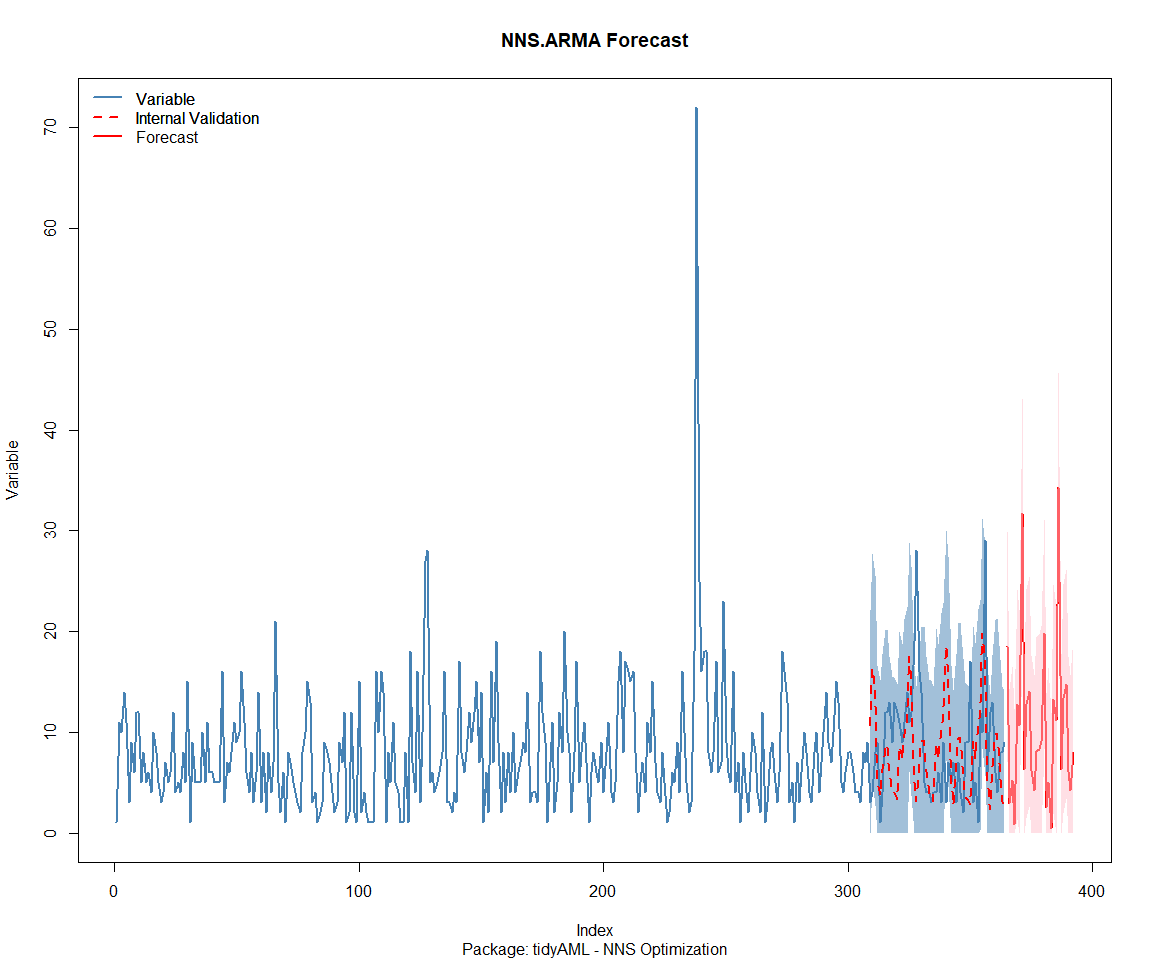 NNS.ARMA Forecast
Variable
Internal Validation
Forecast
70
60
50
40
30
20
10
0
Variable
0 100 200 300 400
Index
Package: tidyAML - NNS Optimization